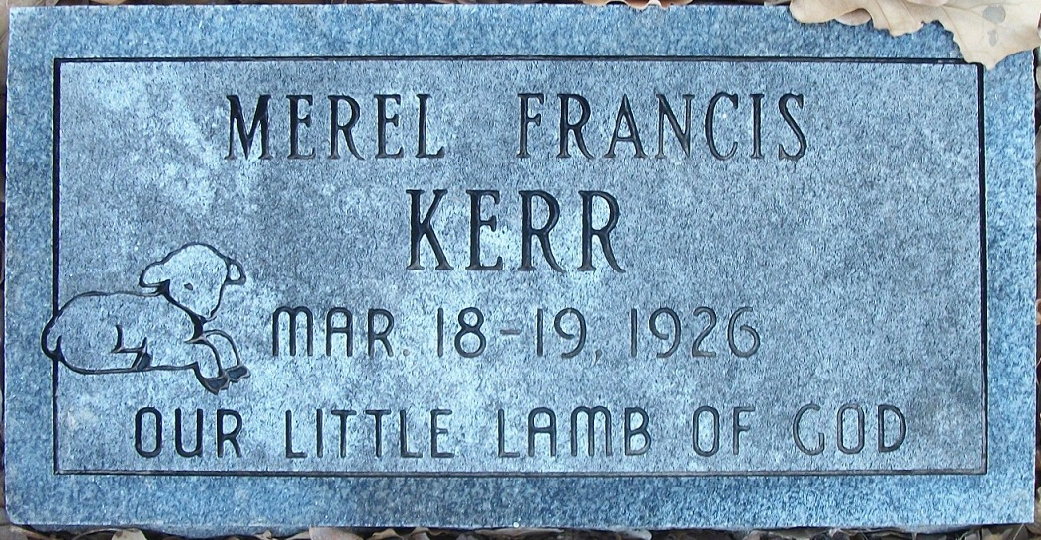 MEREL FRANCIS
KERR
MAR. 18-19, 1926
OUR LITTLE LAMB OF GOD